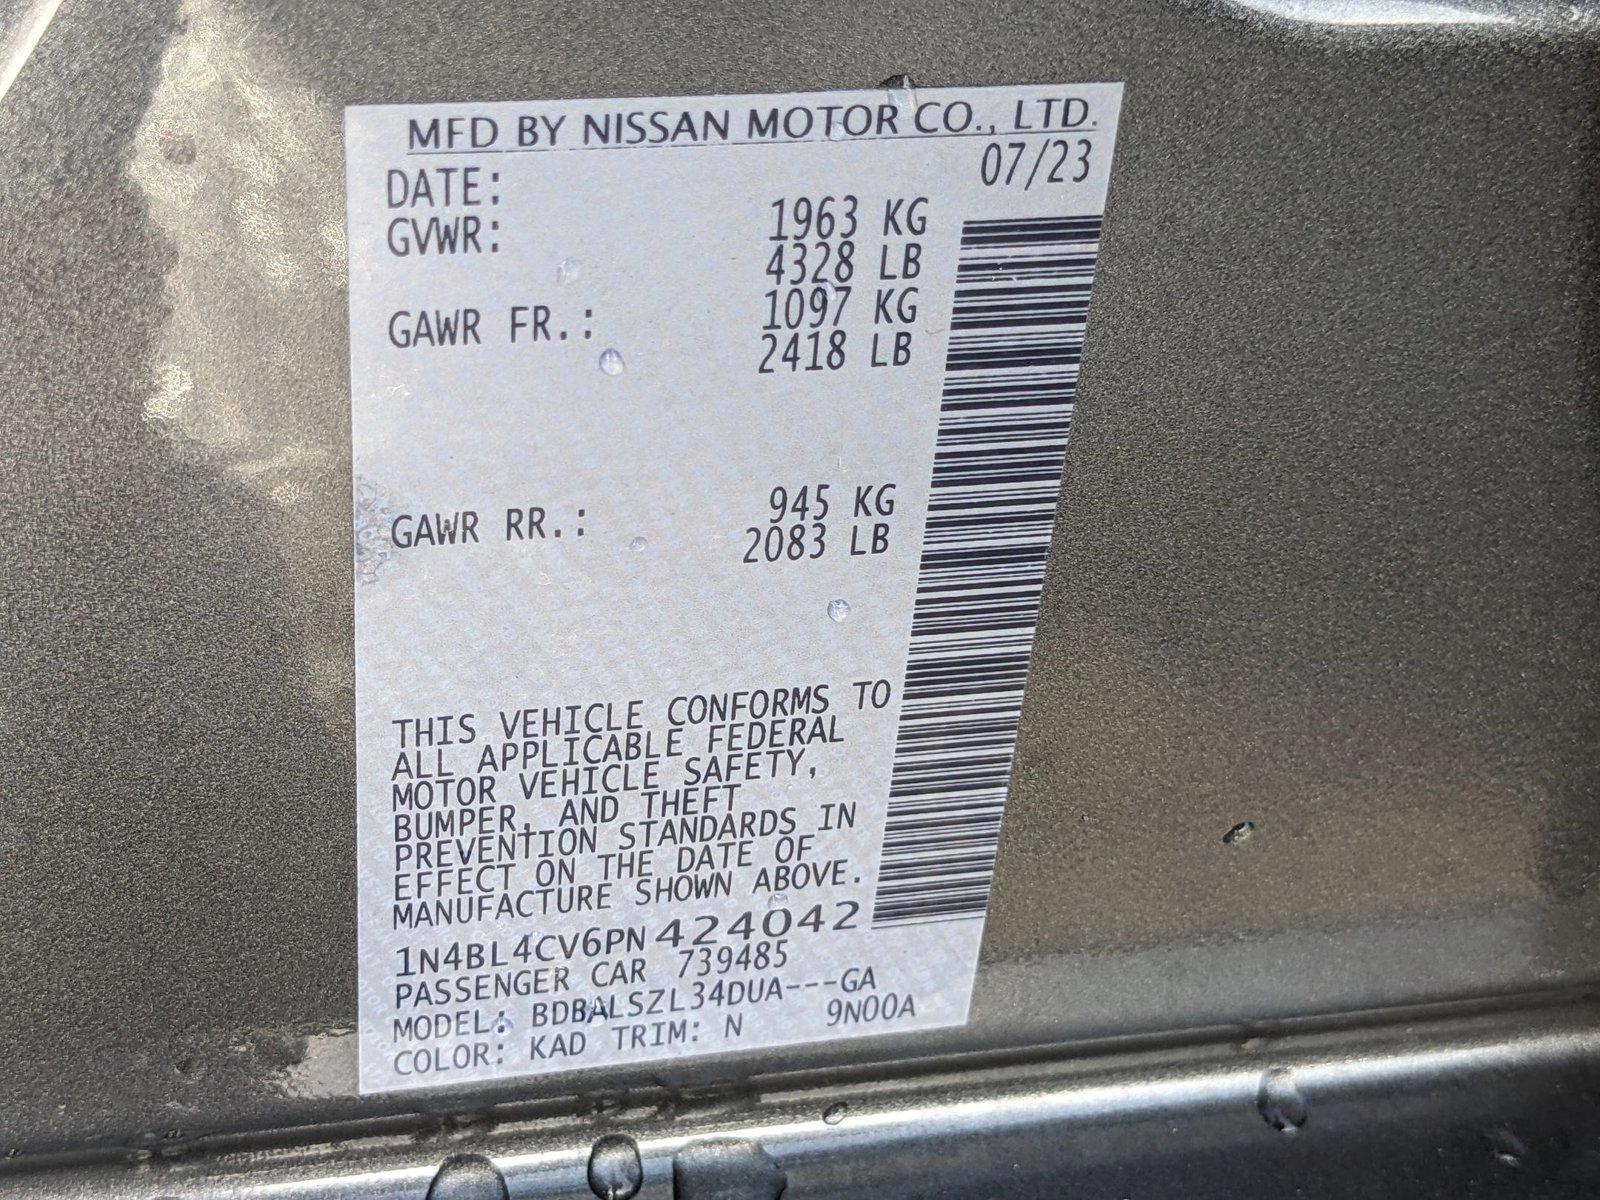 MFD BY NISSAN MOTOR CO., LTD.
DATE: 07/23
GVWR: 1963 KG
4328 LB
GAWR FR.: 1097 KG
2418 LB
GAWR RR.: 945 KG
2083 LB
THIS VEHICLE CONFORMS TO
ALL APPLICABLE FEDERAL
MOTOR VEHICLE SAFETY,
BUMPER, AND THEFT
PREVENTION STANDARDS IN
EFFECT ON THE DATE OF
MANUFACTURE SHOWN ABOVE.
1N4BL4CV6PN424042
PASSENGER CAR 739485
MODEL: BDBALSZL34DUA---GA
COLOR: KAD TRIM: N 9N00A